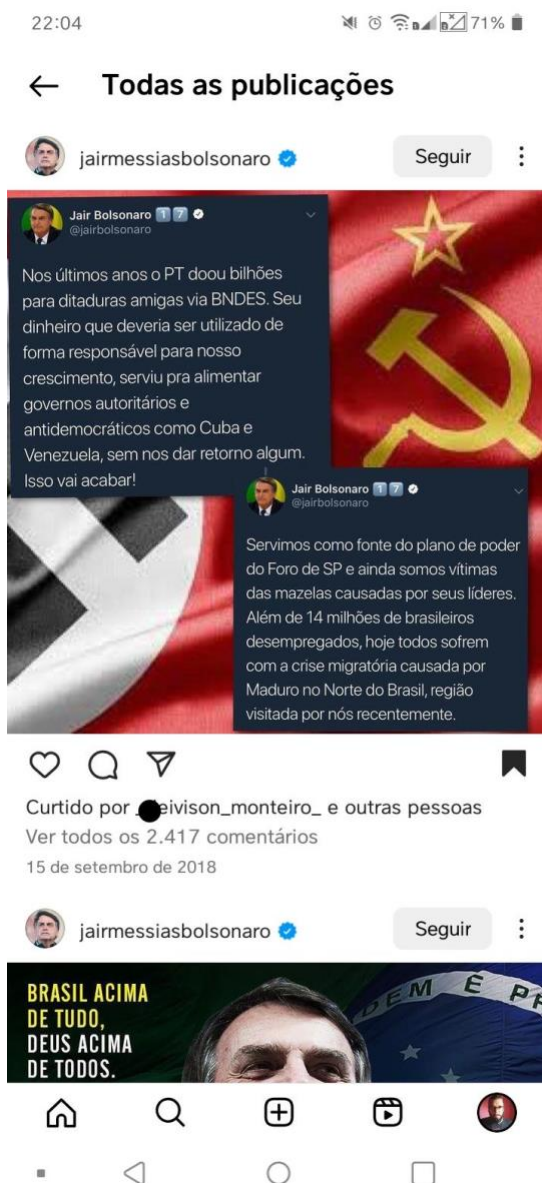 22:04
71%
Todas as publicações
jairmessiasbolsonaro
Seguir
Jair Bolsonaro 1 7
@jairbolsonaro
Nos últimos anos o PT doou bilhões
para ditaduras amigas via BNDES. Seu
dinheiro que deveria ser utilizado de
forma responsável para nosso
crescimento, serviu pra alimentar
governos autoritários e
antidemocráticos como Cuba e
Venezuela, sem nos dar retorno algum.
Isso vai acabar!
Jair Bolsonaro 1 7
@jairbolsonaro
Servimos como fonte do plano de poder
do Foro de SP e ainda somos vítimas
das mazelas causadas por seus líderes.
Além de 14 milhões de brasileiros
desempregados, hoje todos sofrem
com a crise migratória causada por
Maduro no Norte do Brasil, região
visitada por nós recentemente.
Curtido por eivison_monteiro_ e outras pessoas
Ver todos os 2.417 comentários
15 de setembro de 2018
jairmessiasbolsonaro
Seguir
BRASIL ACIMA
DE TUDO,
DEUS ACIMA
DE TODOS.
DEM E PR